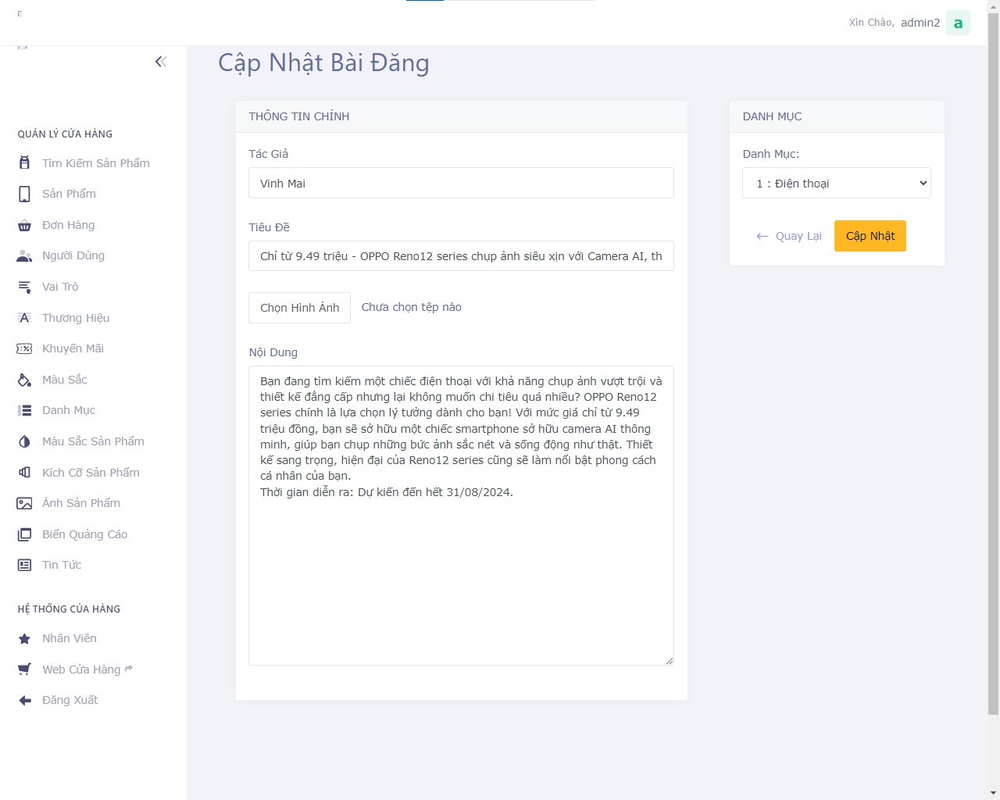 Xin Chào, admin2 a
Cập Nhật Bài Đăng
QUẢN LÝ CỬA HÀNG
Tìm Kiếm Sản Phẩm
Sản Phẩm
Đơn Hàng
Người Dùng
Vai Trò
Thương Hiệu
Khuyến Mãi
Màu Sắc
Danh Mục
Màu Sắc Sản Phẩm
Kích Cỡ Sản Phẩm
Ảnh Sản Phẩm
Biển Quảng Cáo
Tin Tức
HỆ THỐNG CỦA HÀNG
Nhân Viên
Web Cửa Hàng
Đăng Xuất
THÔNG TIN CHÍNH
Tác Giả
Vinh Mai
Tiêu Đề
Chỉ từ 9.49 triệu - OPPO Reno12 series chụp ảnh siêu xịn với Camera AI, th
Chọn Hình Ảnh Chưa chọn tệp nào
Nội Dung
Bạn đang tìm kiếm một chiếc điện thoại với khả năng chụp ảnh vượt trội và
thiết kế đẳng cấp nhưng lại không muốn chi tiêu quá nhiều? OPPO Reno12
series chính là lựa chọn lý tưởng dành cho bạn! Với mức giá chỉ từ 9.49
triệu đồng, bạn sẽ sở hữu một chiếc smartphone sở hữu camera AI thông
minh, giúp bạn chụp những bức ảnh sắc nét và sống động như thật. Thiết
kế sang trọng, hiện đại của Reno12 series cũng sẽ làm nổi bật phong cách
cá nhân của bạn.
Thời gian diễn ra: Dự kiến đến hết 31/08/2024.
DANH MỤC
Danh Mục:
1 : Điện thoại
Quay Lại Cập Nhật